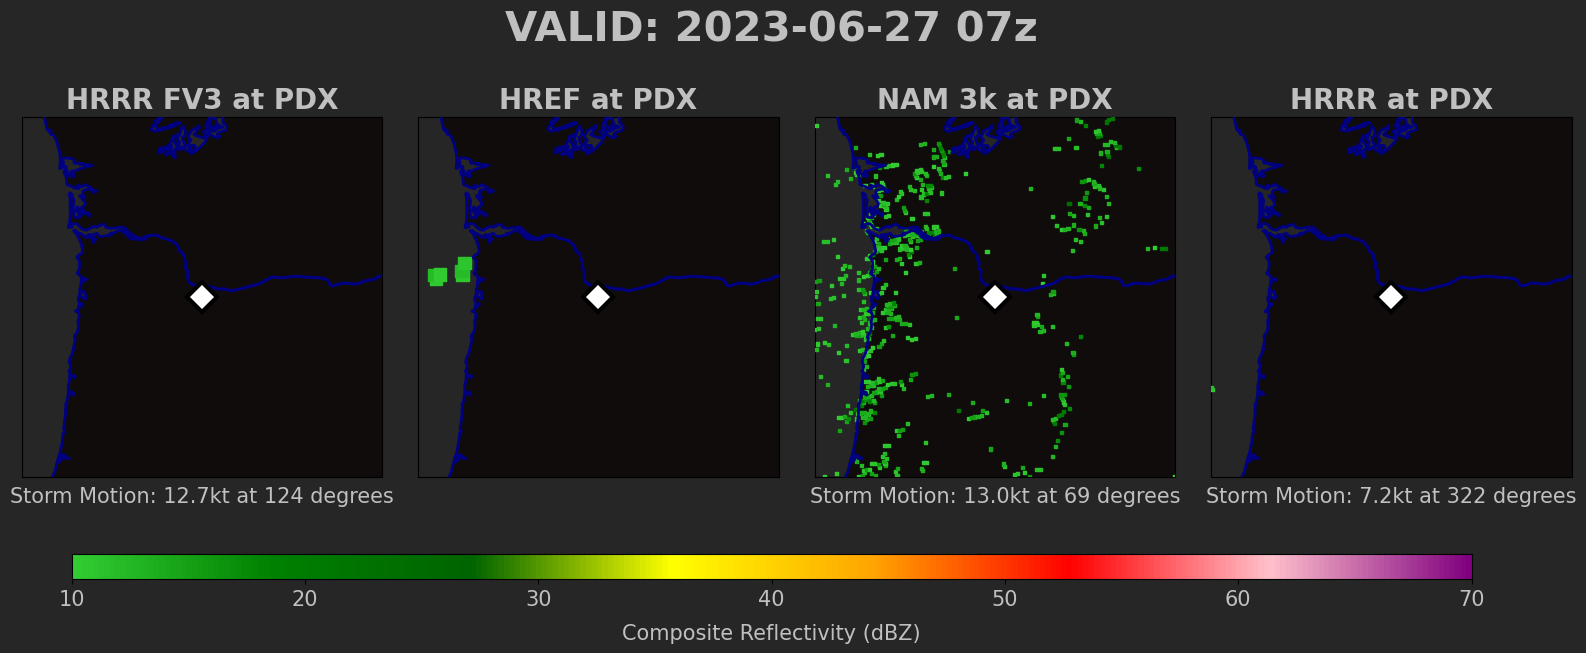 VALID: 2023-06-27 07z
HRRR FV3 at PDX
HREF at PDX
NAM 3k at PDX
HRRR at PDX
Storm Motion: 12.7kt at 124 degrees
Storm Motion: 13.0kt at 69 degrees
Storm Motion: 7.2kt at 322 degrees
10 20 30 40 50 60 70
Composite Reflectivity (dBZ)